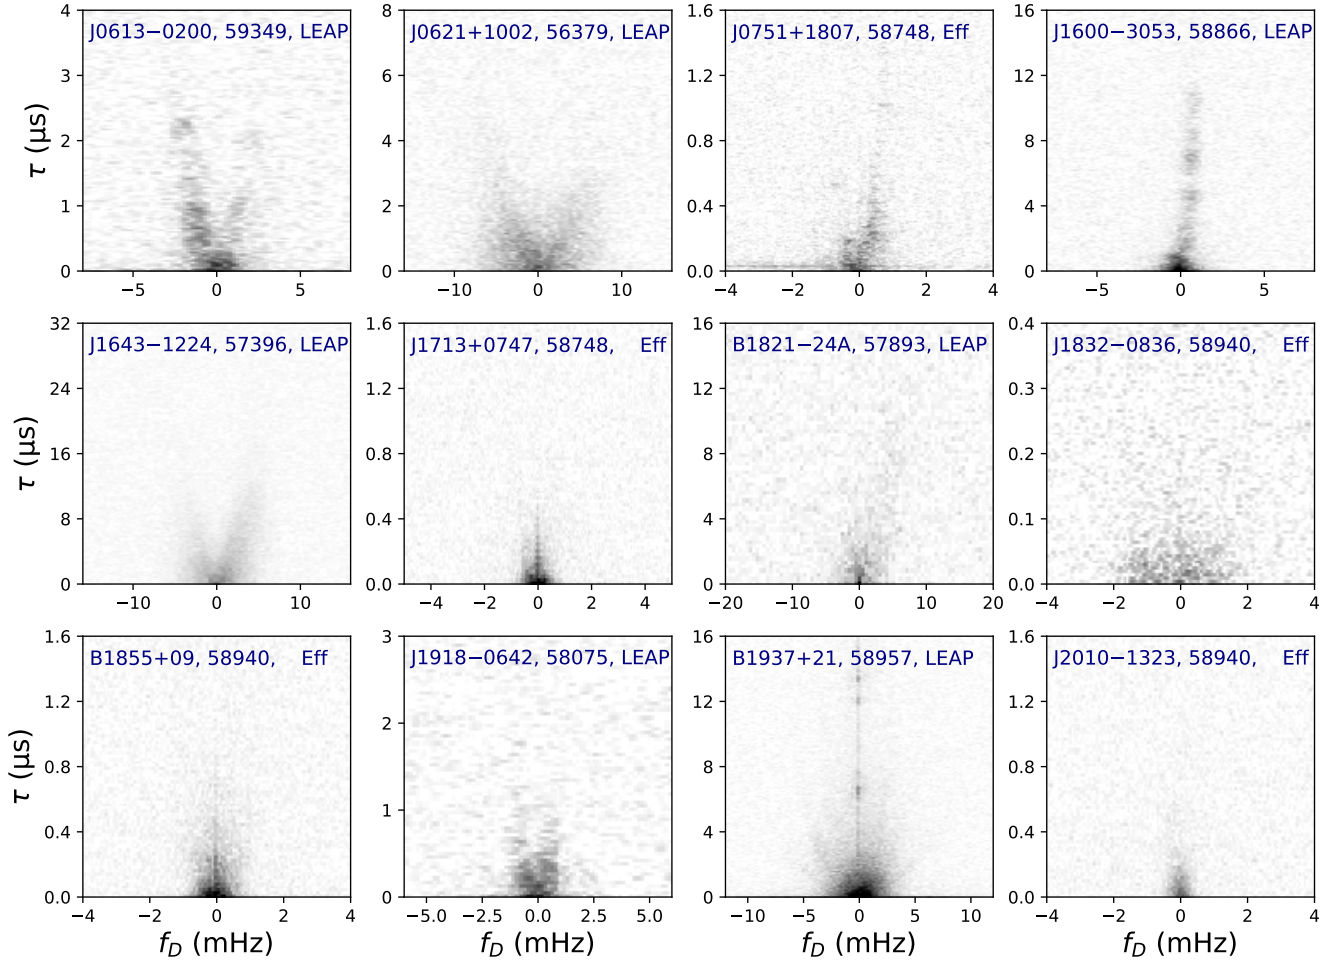 J0613−0200, 59349, LEAP
J0621+1002, 56379, LEAP
J0751+1807, 58748, Eff
J1600−3053, 58866, LEAP
τ (μs)
4
3
2
1
0
8
6
4
2
0
1.6
1.2
0.8
0.4
0.0
16
12
8
4
0
−5 0 5
−10 0 10
−4 −2 0 2 4
−5 0 5
J1643−1224, 57396, LEAP
J1713+0747, 58748, Eff
B1821−24A, 57893, LEAP
J1832−0836, 58940, Eff
τ (μs)
32
24
16
8
0
1.6
1.2
0.8
0.4
0.0
16
12
8
4
0
0.4
0.3
0.2
0.1
0.0
−10 0 10
−4 −2 0 2 4
−20 −10 0 10 20
−4 −2 0 2 4
B1855+09, 58940, Eff
J1918−0642, 58075, LEAP
B1937+21, 58957, LEAP
J2010−1323, 58940, Eff
τ (μs)
1.6
1.2
0.8
0.4
0.0
3
2
1
0
16
12
8
4
0
1.6
1.2
0.8
0.4
0.0
−4 −2 0 2 4
−5.0 −2.5 0.0 2.5 5.0
−10 −5 0 5 10
−4 −2 0 2 4
f_D (mHz)
f_D (mHz)
f_D (mHz)
f_D (mHz)